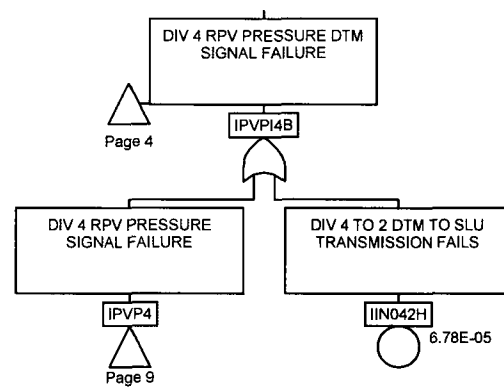 DIV 4 RPV PRESSURE DTM
SIGNAL FAILURE
Page 4
IPVPI4B
DIV 4 RPV PRESSURE
SIGNAL FAILURE
DIV 4 TO 2 DTM TO SLU
TRANSMISSION FAILS
IPVP4
IIN042H
6.78E-05
Page 9